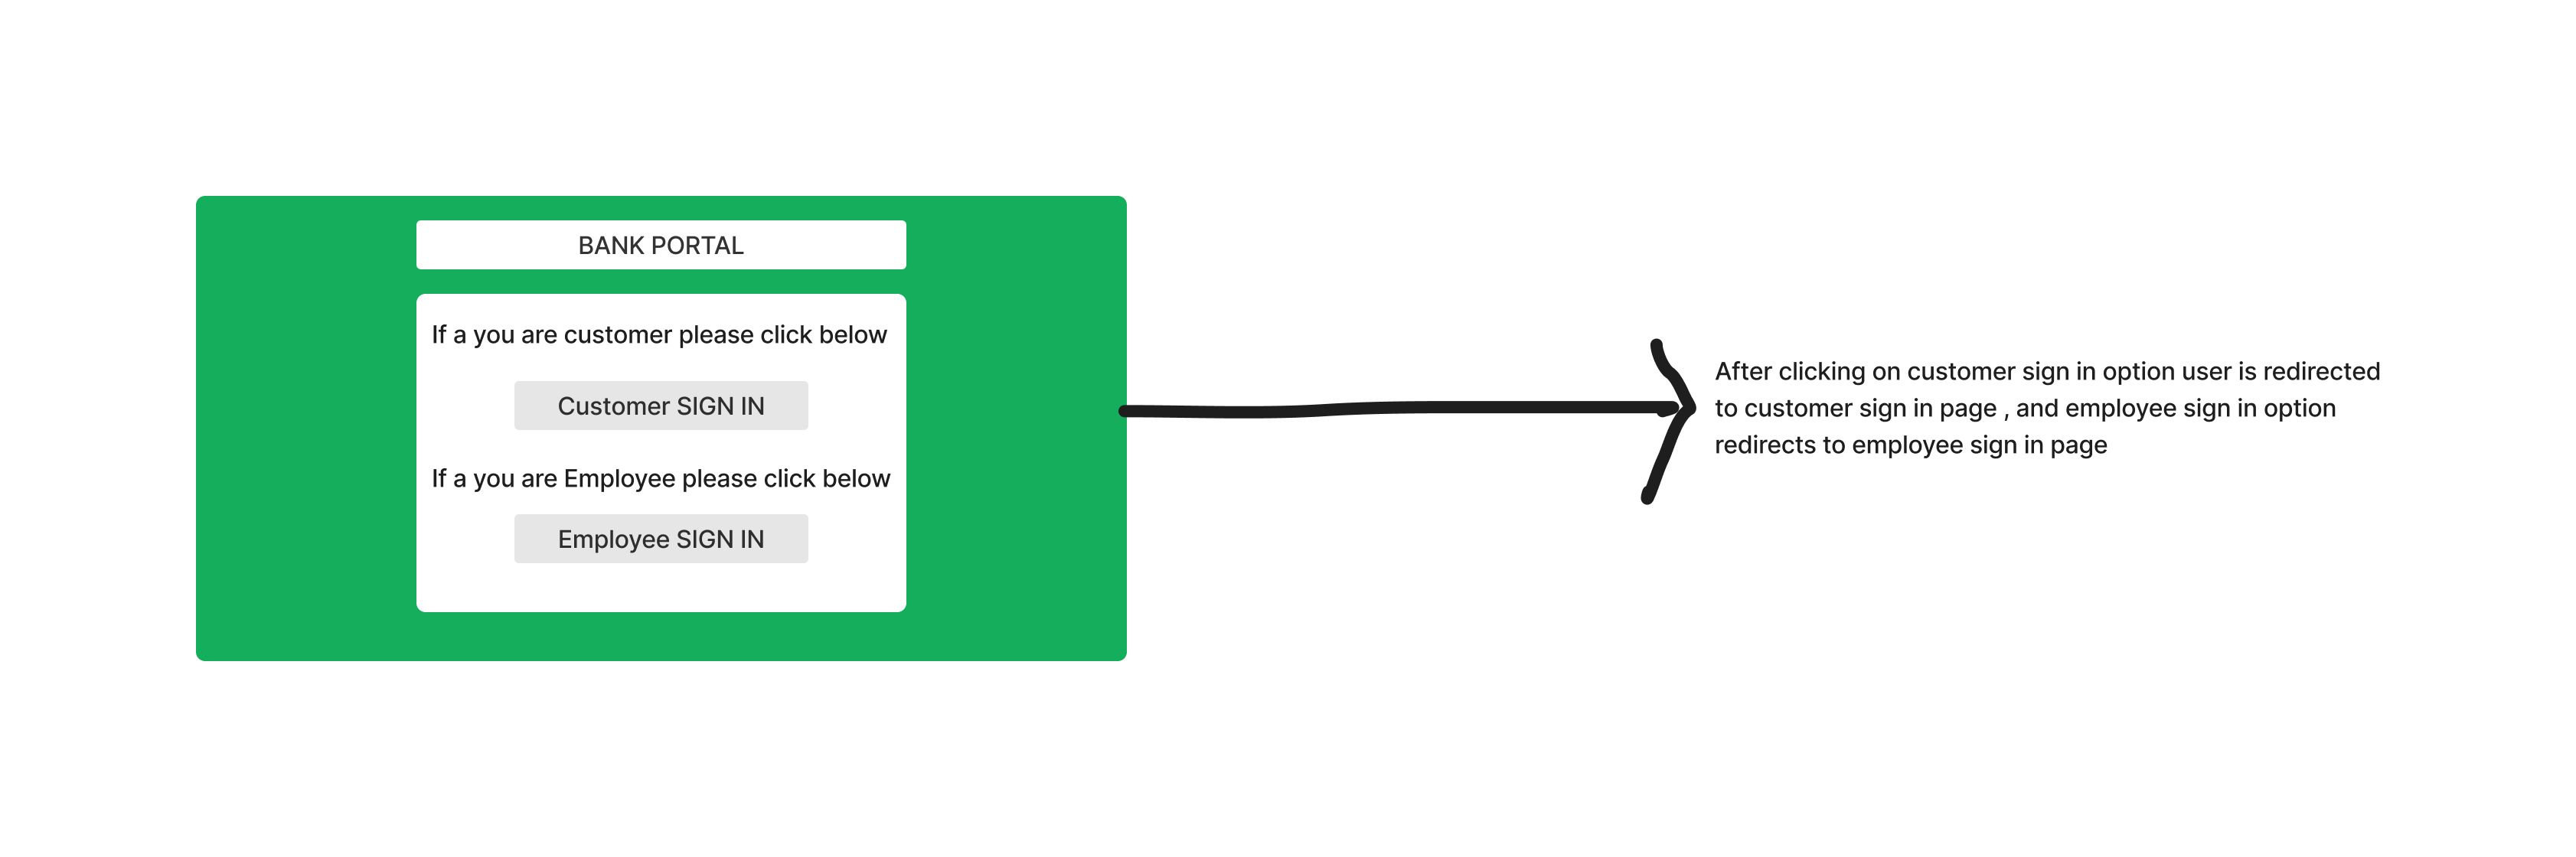 BANK PORTAL
If a you are customer please click below
Customer SIGN IN
If a you are Employee please click below
Employee SIGN IN
After clicking on customer sign in option user is redirected
to customer sign in page , and employee sign in option
redirects to employee sign in page